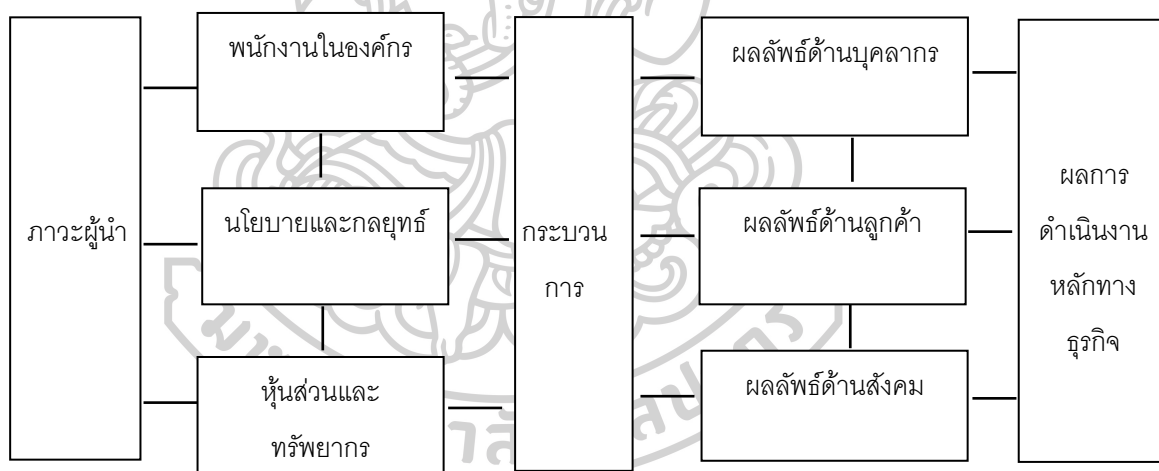 ภาวะผู้นำ
พนักงานในองค์กร
นโยบายและกลยุทธ์
หุ้นส่วนและ
ทรัพยากร
กระบวน
การ
ผลลัพธ์ด้านบุคลากร
ผลลัพธ์ด้านลูกค้า
ผลลัพธ์ด้านสังคม
ผลการ
ดำเนินงาน
หลักทาง
ธุรกิจ